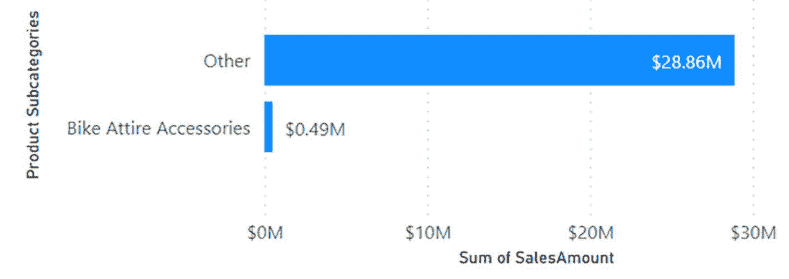 Product Subcategories
Other
$28.86M
Bike Attire Accessories
$0.49M
$0M
$10M
$20M
$30M
Sum of SalesAmount